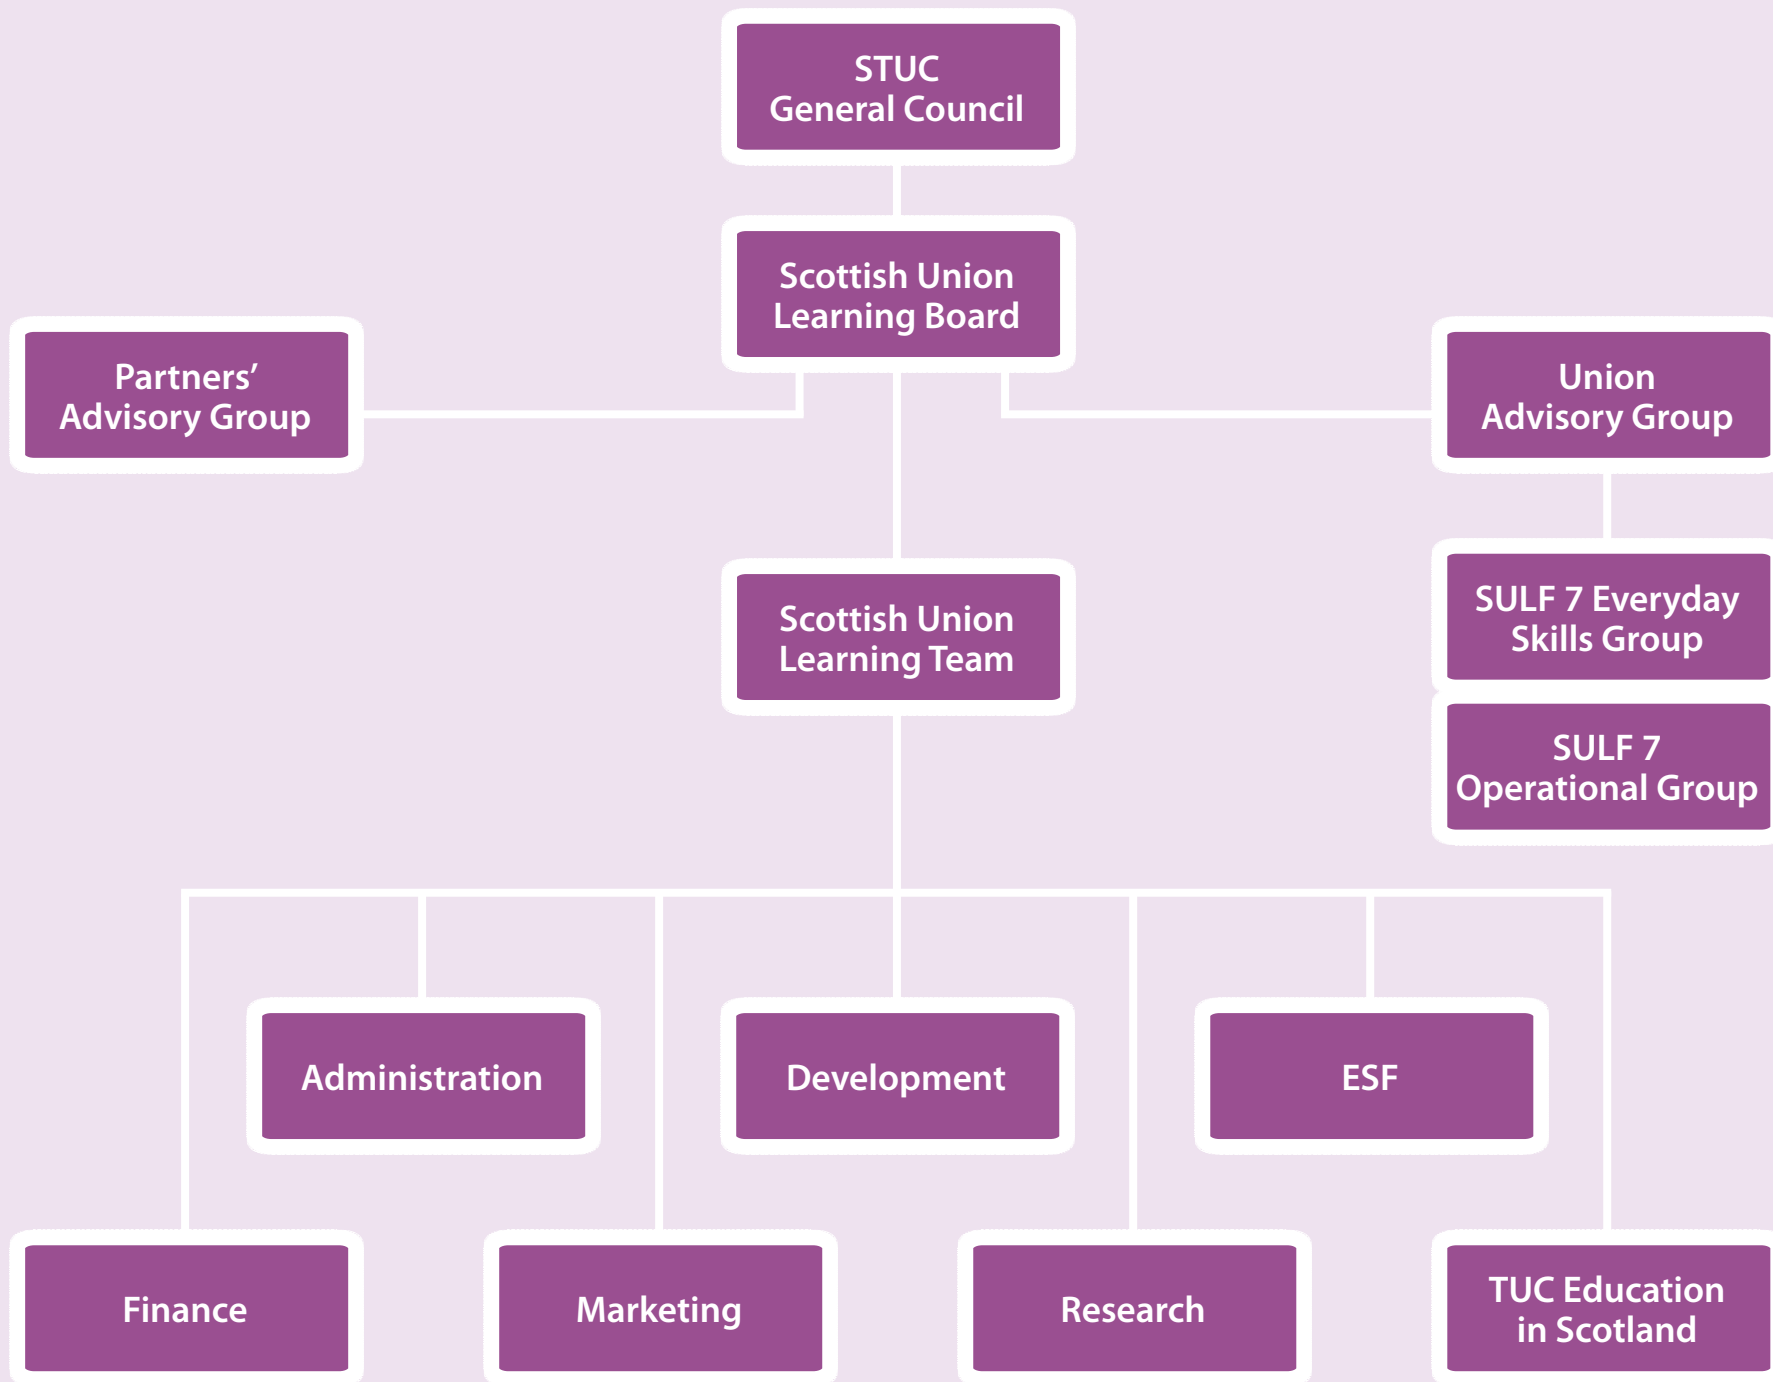 STUC
General Council
Scottish Union
Learning Board
Partners’
Advisory Group
Union
Advisory Group
Scottish Union
Learning Team
SULF 7 Everyday
Skills Group
SULF 7
Operational Group
Administration
Development
ESF
Finance
Marketing
Research
TUC Education
in Scotland